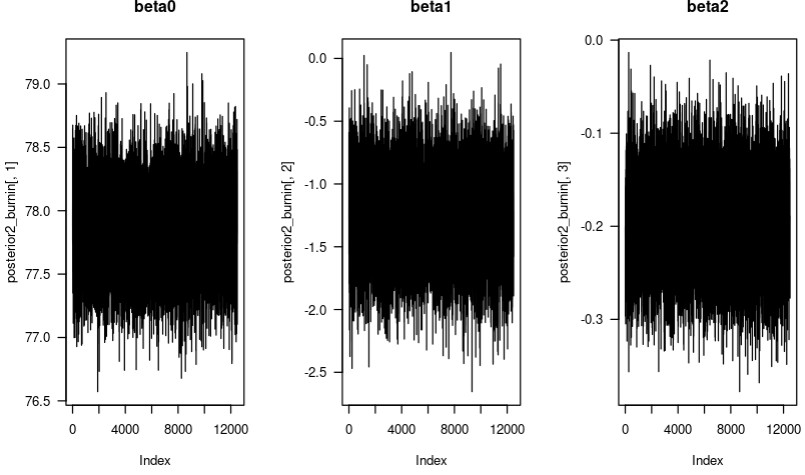 beta0
posterior2_burnin[, 1]
79.0
78.5
78.0
77.5
77.0
76.5
0 4000 8000 12000
Index
beta1
posterior2_burnin[, 2]
0.0
-0.5
-1.0
-1.5
-2.0
-2.5
0 4000 8000 12000
Index
beta2
posterior2_burnin[, 3]
0.0
-0.1
-0.2
-0.3
0 4000 8000 12000
Index